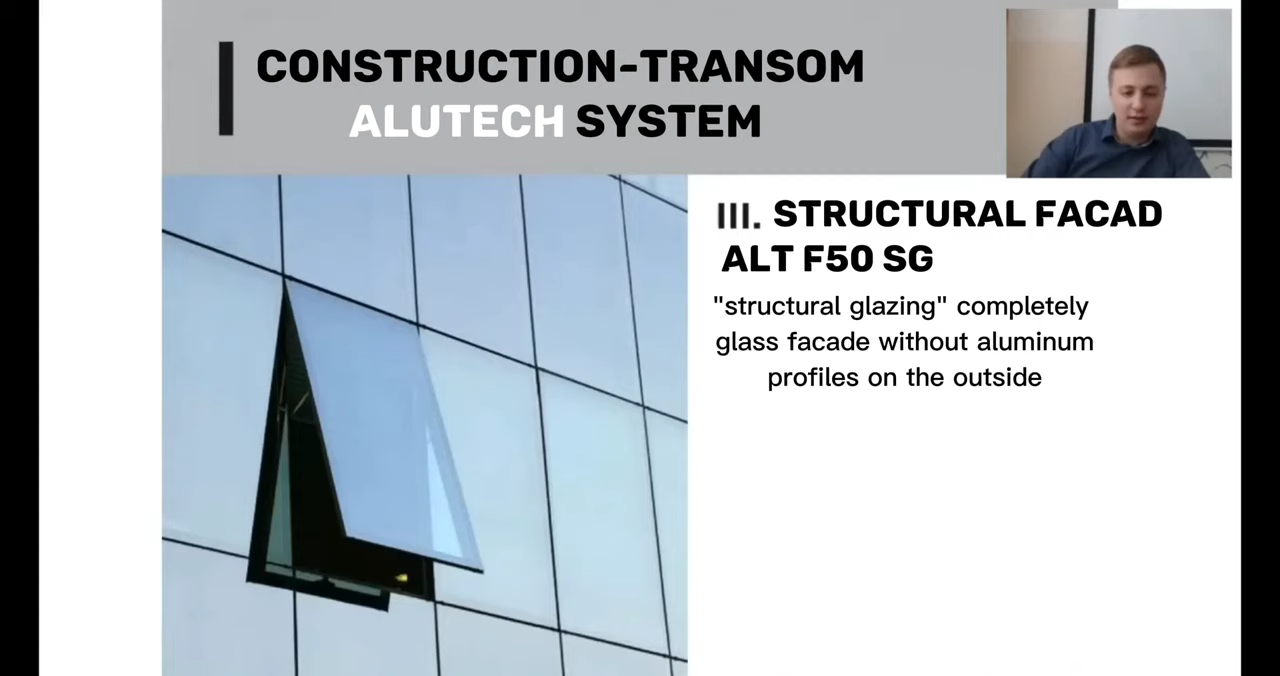 CONSTRUCTION-TRANSOM
ALUTECH SYSTEM
III. STRUCTURAL FACAD
ALT F50 SG
"structural glazing" completely
glass facade without aluminum
profiles on the outside